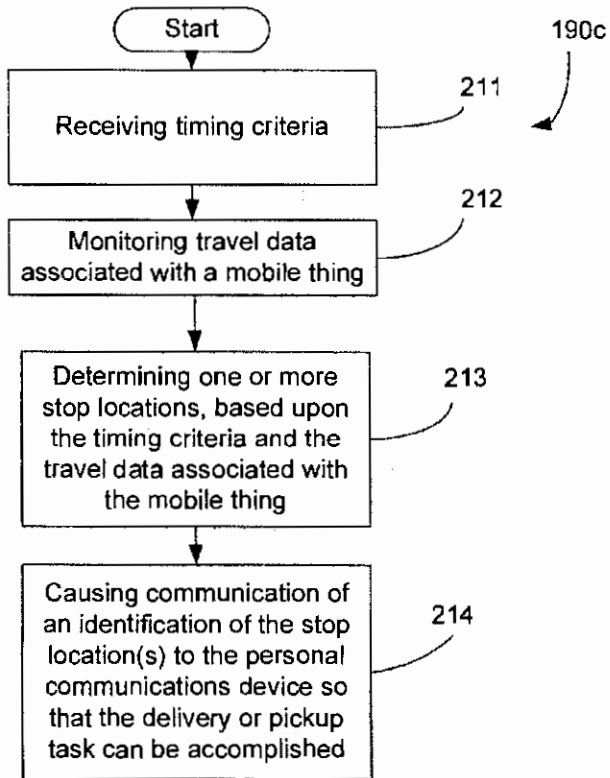 Start
190c
211
Receiving timing criteria
212
Monitoring travel data
associated with a mobile thing
Determining one or more
stop locations, based upon
the timing criteria and the
travel data associated with
the mobile thing
213
Causing communication of
an identification of the stop
location(s) to the personal
communications device so
that the delivery or pickup
task can be accomplished
214